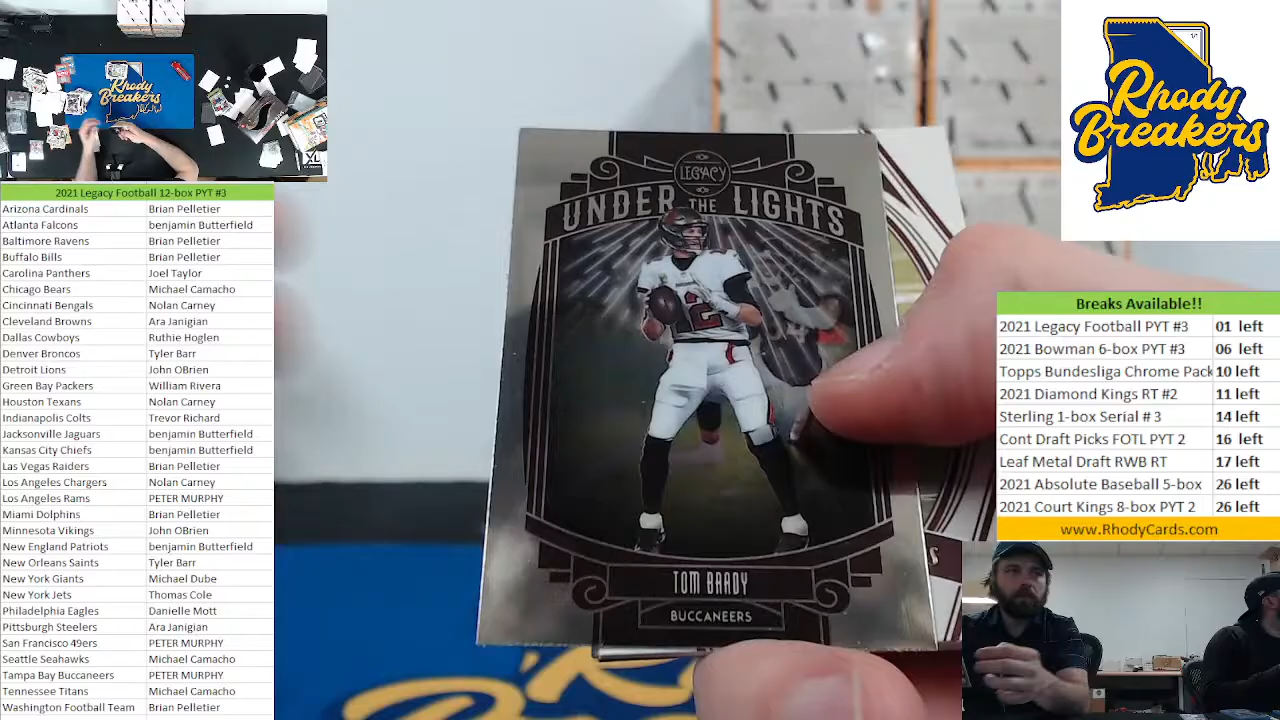 Rhody
Breakers
2021 Legacy Football 12-box PYT #3
Arizona Cardinals Brian Pelletier
Atlanta Falcons benjamin Butterfield
Baltimore Ravens Brian Pelletier
Buffalo Bills Brian Pelletier
Carolina Panthers Joel Taylor
Chicago Bears Michael Camacho
Cincinnati Bengals Nolan Carney
Cleveland Browns Ara Janigian
Dallas Cowboys Ruthie Hoglen
Denver Broncos Tyler Barr
Detroit Lions John OBrien
Green Bay Packers William Rivera
Houston Texans Nolan Carney
Indianapolis Colts Trevor Richard
Jacksonville Jaguars benjamin Butterfield
Kansas City Chiefs benjamin Butterfield
Las Vegas Raiders Brian Pelletier
Los Angeles Chargers Nolan Carney
Los Angeles Rams PETER MURPHY
Miami Dolphins Brian Pelletier
Minnesota Vikings John OBrien
New England Patriots benjamin Butterfield
New Orleans Saints Tyler Barr
New York Giants Michael Dube
New York Jets Thomas Cole
Philadelphia Eagles Danielle Mott
Pittsburgh Steelers Ara Janigian
San Francisco 49ers PETER MURPHY
Seattle Seahawks Michael Camacho
Tampa Bay Buccaneers PETER MURPHY
Tennessee Titans Michael Camacho
Washington Football Team Brian Pelletier
LEGACY
UNDER THE LIGHTS
12
TOM BRADY
BUCCANEERS
Rhody
Breakers
Breaks Available!!
2021 Legacy Football PYT #3 01 left
2021 Bowman 6-box PYT #3 06 left
Topps Bundesliga Chrome Pack 10 left
2021 Diamond Kings RT #2 11 left
Sterling 1-box Serial # 3 14 left
Cont Draft Picks FOTL PYT 2 16 left
Leaf Metal Draft RWB RT 17 left
2021 Absolute Baseball 5-box 26 left
2021 Court Kings 8-box PYT 2 26 left
www.RhodyCards.com